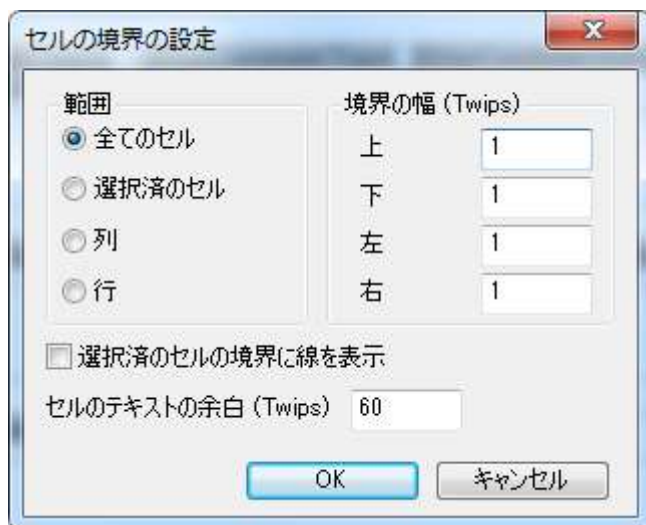 セルの境界の設定
範囲
全てのセル
選択済のセル
列
行
境界の幅 (Twips)
上 1
下 1
左 1
右 1
選択済のセルの境界に線を表示
セルのテキストの余白 (Twips) 60
OK キャンセル